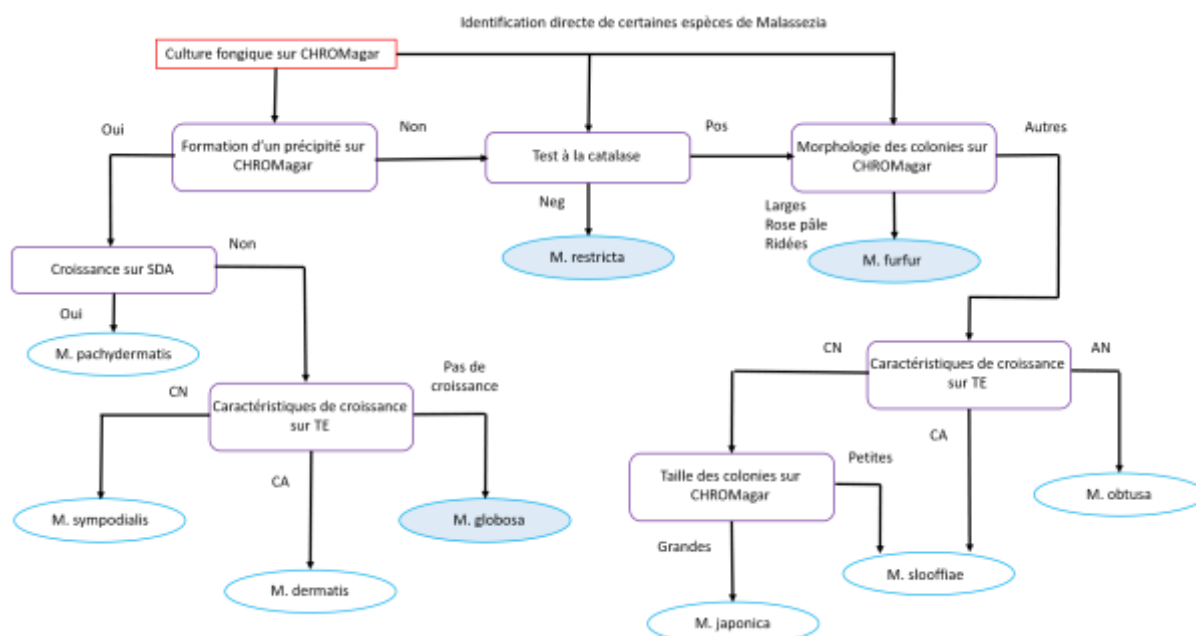 Identification directe de certaines espèces de Malassezia
Culture fongique sur CHROMagar
Oui
Formation d'un précipité sur
CHROMagar
Non
Test à la catalase
Pos
Morphologie des colonies sur
CHROMagar
Autres
Neg
Larges
Rose pâle
Ridées
Non
Croissance sur SDA
M. restricta
M. furfur
Oui
M. pachydermatis
CN
Caractéristiques de croissance
sur TE
Pas de
croissance
CN
Caractéristiques de croissance
sur TE
AN
CA
CA
Taille des colonies sur
CHROMagar
Petites
M. sympodialis
M. globosa
M. obtusa
Grandes
M. dermatis
M. slooffiae
M. japonica